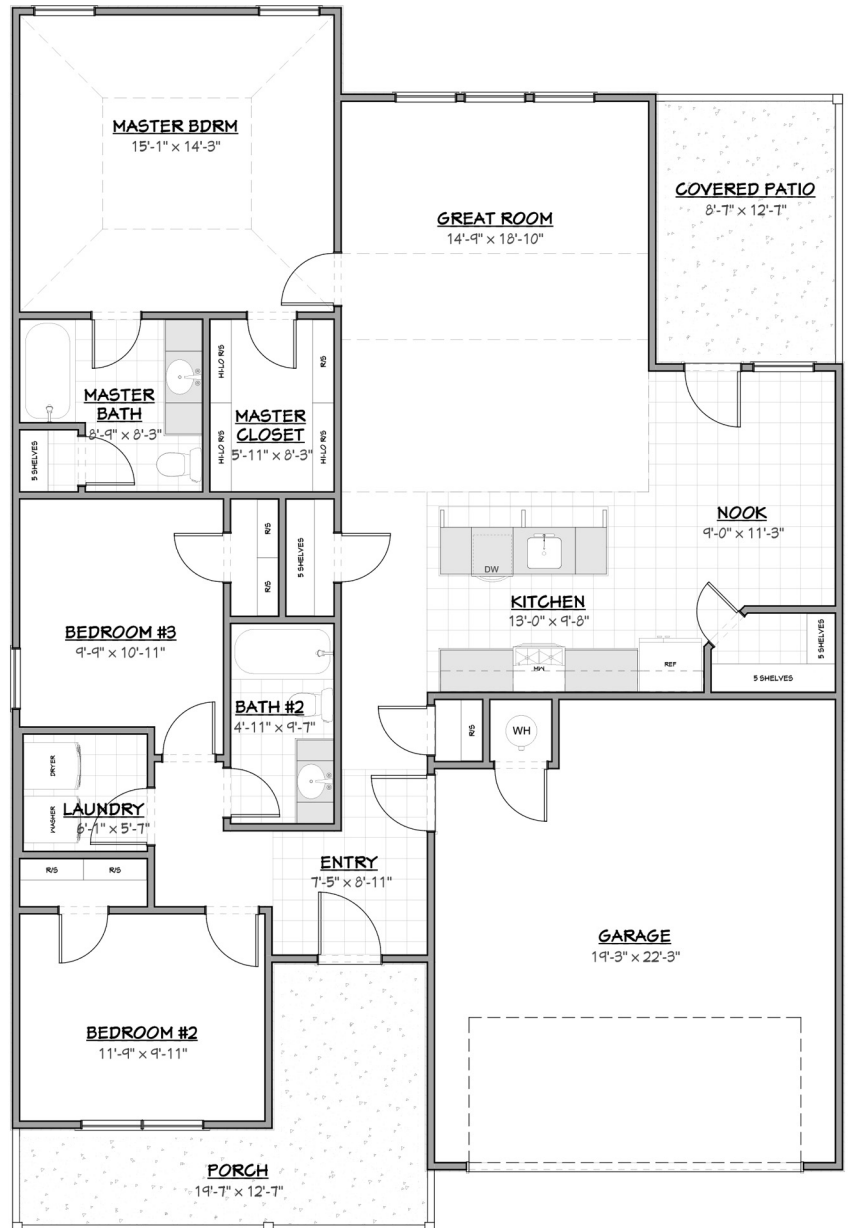 MASTER BDRM
15'-1" x 14'-3"
GREAT ROOM
14'-9" x 18'-10"
COVERED PATIO
8'-7" x 12'-7"
MASTER
BATH
8'-9" x 8'-3"
HI-LO R/S
R/S
MASTER
CLOSET
5'-11" x 8'-3"
HI-LO R/S
HI-LO R/S
5 SHELVES
R/S
R/S
5 SHELVES
DW
NOOK
9'-0" x 11'-3"
KITCHEN
13'-0" x 9'-8"
REF
5 SHELVES
5 SHELVES
BEDROOM #3
9'-9" x 10'-11"
BATH #2
4'-11" x 9'-7"
R/S
WH
DRYER
WASHER
LAUNDRY
6'-1" x 5'-7"
R/S
R/S
ENTRY
7'-5" x 8'-11"
GARAGE
19'-3" x 22'-3"
BEDROOM #2
11'-9" x 9'-11"
PORCH
19'-7" x 12'-7"